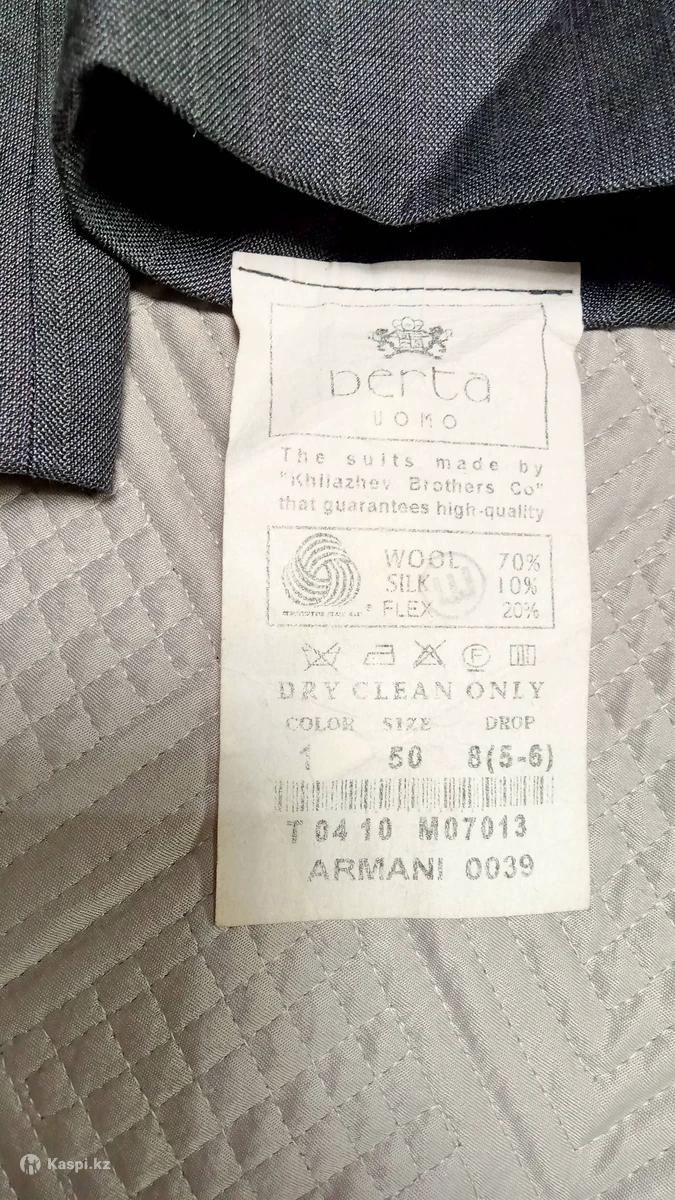 Berta
UOMO
The suits made by
"Khilazhev Brothers Co"
that guarantees high-quality
WOOL 70%
SILK 10%
FLEX 20%
F
DRY CLEAN ONLY
COLOR SIZE DROP
1 50 8(5-6)
T 04 10 M07013
ARMANI 0039
Kaspi.kz